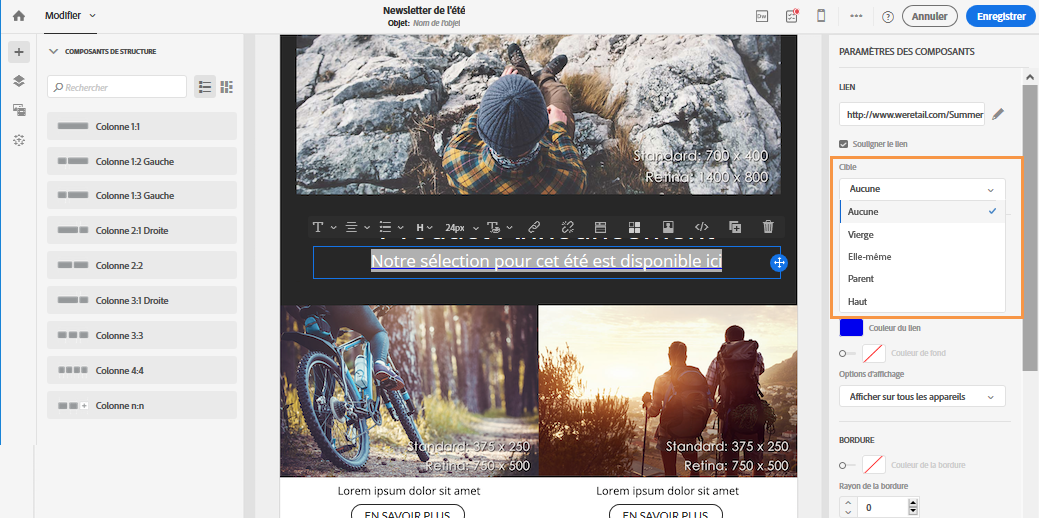 Modifier
Newsletter de l'été
Objet: Nom de l'objet
Dw
?
Annuler
Enregistrer
COMPOSANTS DE STRUCTURE
Rechercher
Colonne 1:1
Colonne 1:2 Gauche
Colonne 1:3 Gauche
Colonne 2:1 Droite
Colonne 2:2
Colonne 3:1 Droite
Colonne 3:3
Colonne 4:4
Colonne n:n
Standard: 700 x 400
Retina: 1400 x 800
T
H
24px
Notre sélection pour cet été est disponible ici
Standard: 375 x 250
Retina: 750 x 500
Standard: 375 x 250
Retina: 750 x 500
Lorem ipsum dolor sit amet
Lorem ipsum dolor sit amet
EN SAVOIR PLUS
EN SAVOIR PLUS
PARAMÈTRES DES COMPOSANTS
LIEN
http://www.weretail.com/Summer
Souligner le lien
Cible
Aucune
Aucune
Vierge
Elle-même
Parent
Haut
Couleur du lien
Couleur de fond
Options d'affichage
Afficher sur tous les appareils
BORDURE
Couleur de la bordure
Rayon de la bordure
0